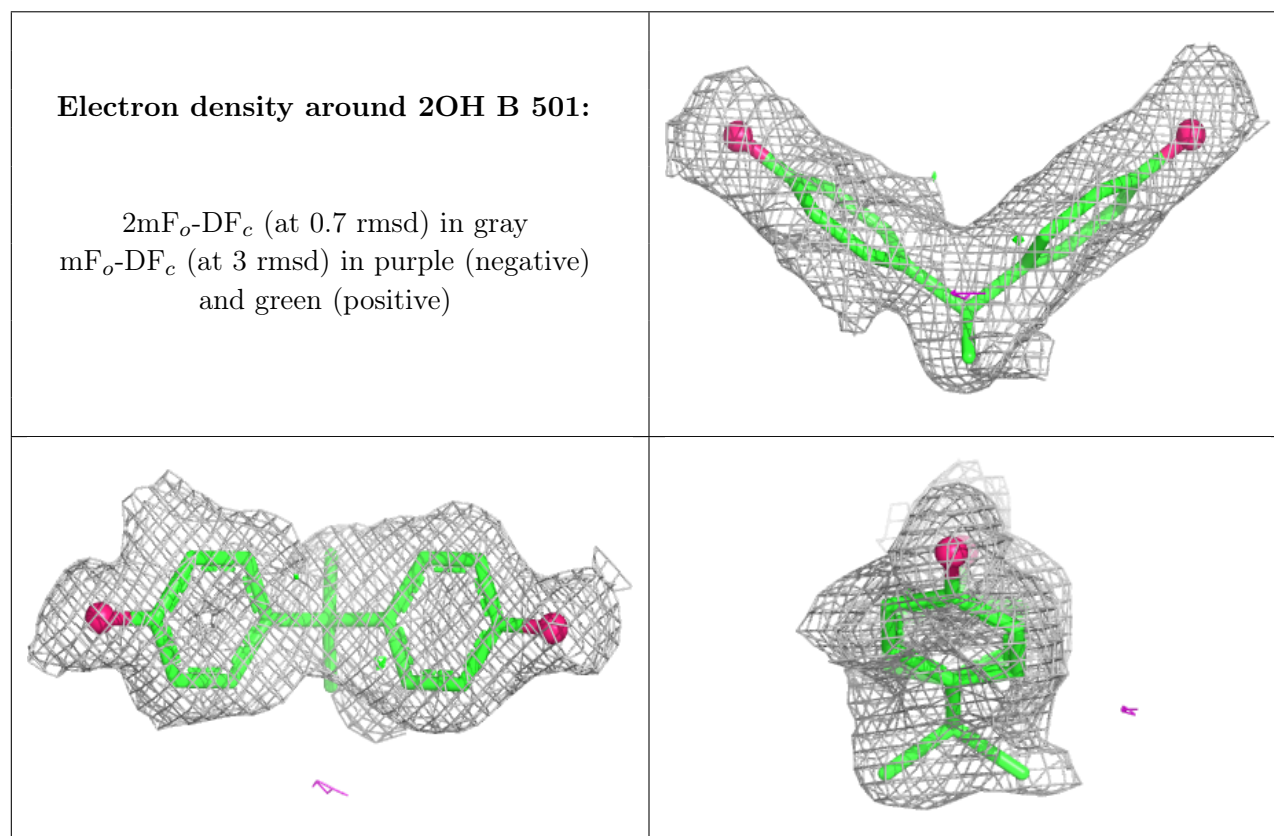 Electron density around 2OH B 501:
2mFo-DFc (at 0.7 rmsd) in gray
mFo-DFc (at 3 rmsd) in purple (negative)
and green (positive)